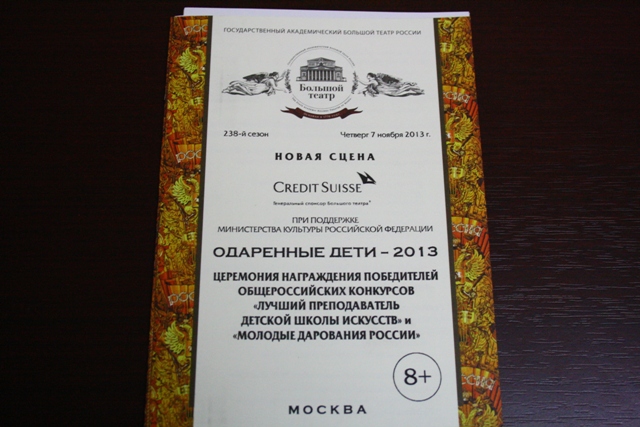 ГОСУДАРСТВЕННЫЙ АКАДЕМИЧЕСКИЙ БОЛЬШОЙ ТЕАТР РОССИИ
Большой
театр
238-й сезон
Четверг 7 ноября 2013 г.
НОВАЯ СЦЕНА
CREDIT SUISSE
Генеральный спонсор Большого театра
ПРИ ПОДДЕРЖКЕ
МИНИСТЕРСТВА КУЛЬТУРЫ РОССИЙСКОЙ ФЕДЕРАЦИИ
ОДАРЕННЫЕ ДЕТИ – 2013
ЦЕРЕМОНИЯ НАГРАЖДЕНИЯ ПОБЕДИТЕЛЕЙ
ОБЩЕРОССИЙСКИХ КОНКУРСОВ
«ЛУЧШИЙ ПРЕПОДАВАТЕЛЬ
ДЕТСКОЙ ШКОЛЫ ИСКУССТВ» и
«МОЛОДЫЕ ДАРОВАНИЯ РОССИИ»
8+
МОСКВА